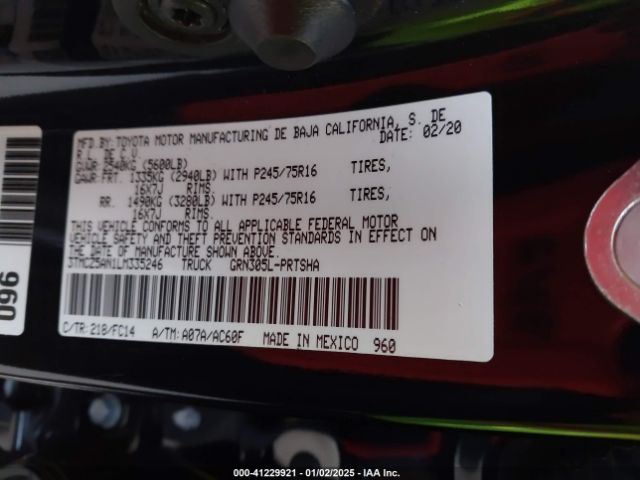 MFD.BY: TOYOTA MOTOR MANUFACTURING DE BAJA CALIFORNIA, S. DE
R.L. DE C.V. DATE: 02/20
GVWR 2540KG (5600LB)
GAWR: FRT. 1335KG (2940LB) WITH P245/75R16 TIRES,
16X7J RIMS.
RR. 1490KG (3280LB) WITH P245/75R16 TIRES,
16X7J RIMS.
THIS VEHICLE CONFORMS TO ALL APPLICABLE FEDERAL MOTOR
VEHICLE SAFETY AND THEFT PREVENTION STANDARDS IN EFFECT ON
THE DATE OF MANUFACTURE SHOWN ABOVE.
3TMCZ5AN1LM335246 TRUCK GRN305L-PRTSHA
C/TR: 218/FC14 A/TM: A07A/AC60F MADE IN MEXICO 960
960
000-41229921 - 01/02/2025 - IAA Inc.